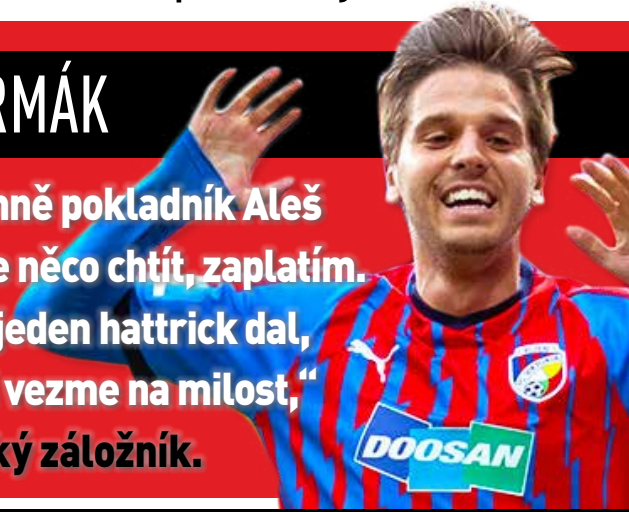 RMÁK
nně pokladník Aleš
e něco chtít, zaplatím.
jeden hattrick dal,
vezme na milost,“
ký záložník.
DOOSAN